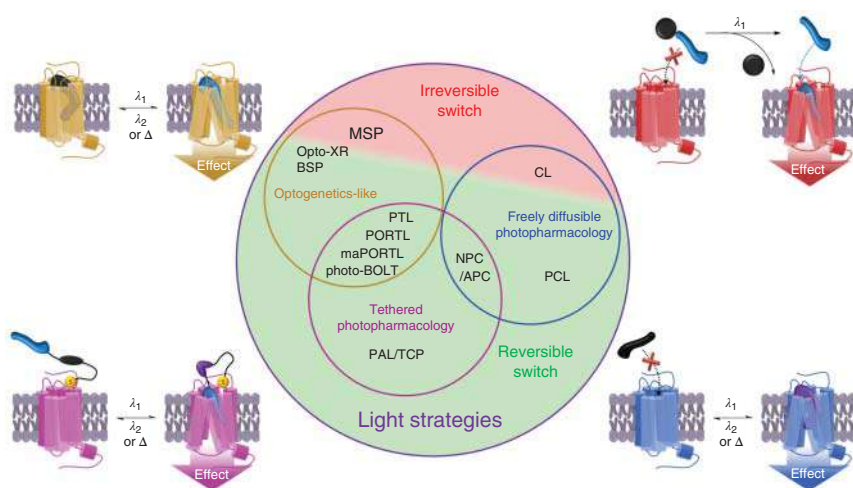 λ1
λ2
or Δ
Effect
λ1
Effect
Irreversible
switch
MSP
Opto-XR
BSP
Optogenetics-like
CL
Freely diffusible
photopharmacology
PTL
PORTL
maPORTL
photo-BOLT
NPC
/APC
PCL
Tethered
photopharmacology
PAL/TCP
Reversible
switch
Light strategies
λ1
λ2
or Δ
Effect
λ1
λ2
or Δ
Effect